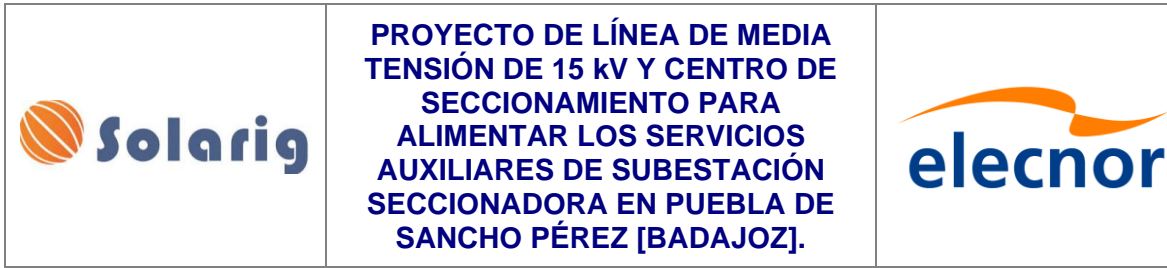 Solarig
PROYECTO DE LÍNEA DE MEDIA
TENSIÓN DE 15 kV Y CENTRO DE
SECCIONAMIENTO PARA
ALIMENTAR LOS SERVICIOS
AUXILIARES DE SUBESTACIÓN
SECCIONADORA EN PUEBLA DE
SANCHO PÉREZ [BADAJOZ].
elecnor